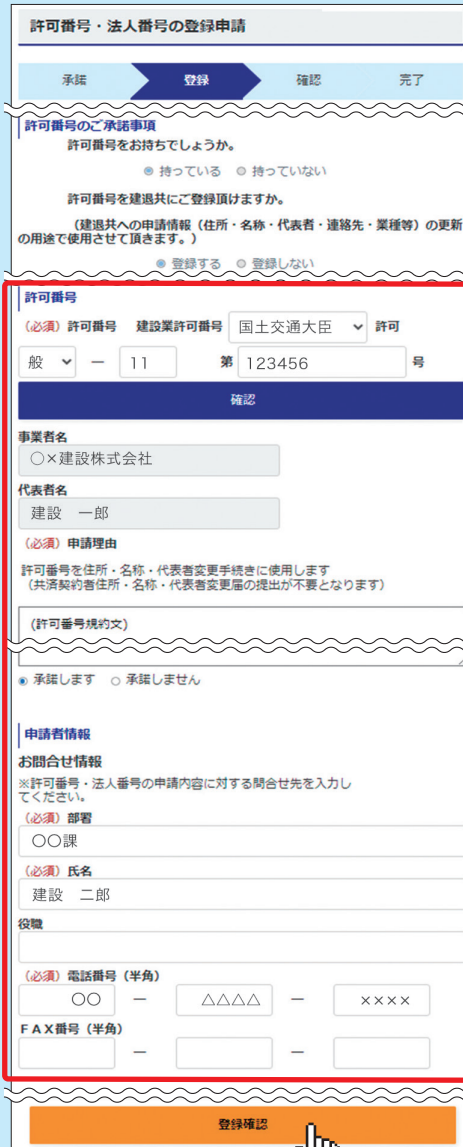 許可番号・法人番号の登録申請
承諾 登録 確認 完了
許可番号のご承諾事項
許可番号をお持ちでしょうか。
持っている 持っていない
許可番号を建退共にご登録頂けますか。
(建退共への申請情報(住所・名称・代表者・連絡先・業種等)の更新
の用途で使用させて頂きます。)
登録する 登録しない
許可番号
(必須) 許可番号 建設業許可番号 国土交通大臣 許可
般 ー 11 第 123456 号
確認
事業者名
○×建設株式会社
代表者名
建設 一郎
(必須) 申請理由
許可番号を住所・名称・代表者変更手続きに使用します
(共済契約者住所・名称・代表者変更届の提出が不要となります)
(許可番号規約文)
承諾します 承諾しません
申請者情報
お問合せ情報
※許可番号・法人番号の申請内容に対する問合せ先を入力し
てください。
(必須) 部署
○○課
(必須) 氏名
建設 二郎
役職
(必須) 電話番号(半角)
○○ ー △△△△ ー ××××
FAX番号(半角)
ー ー
登録確認